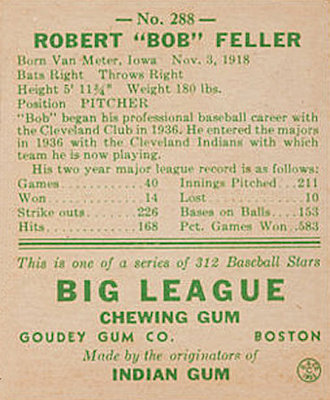 — No. 288 —
ROBERT "BOB" FELLER
Born Van Meter, Iowa Nov. 3, 1918
Bats Right Throws Right
Height 5' 11¾" Weight 180 lbs.
Position PITCHER
"Bob" began his professional baseball career with
the Cleveland Club in 1936. He entered the majors
in 1936 with the Cleveland Indians with which
team he is now playing.
His two year major league record is as follows:
Games 40 Innings Pitched 211
Won 14 Lost 10
Strike outs 226 Bases on Balls 153
Hits 168 Pct. Games Won .583
This is one of a series of 312 Baseball Stars
BIG LEAGUE
CHEWING GUM
GOUDEY GUM CO. BOSTON
Made by the originators of
INDIAN GUM